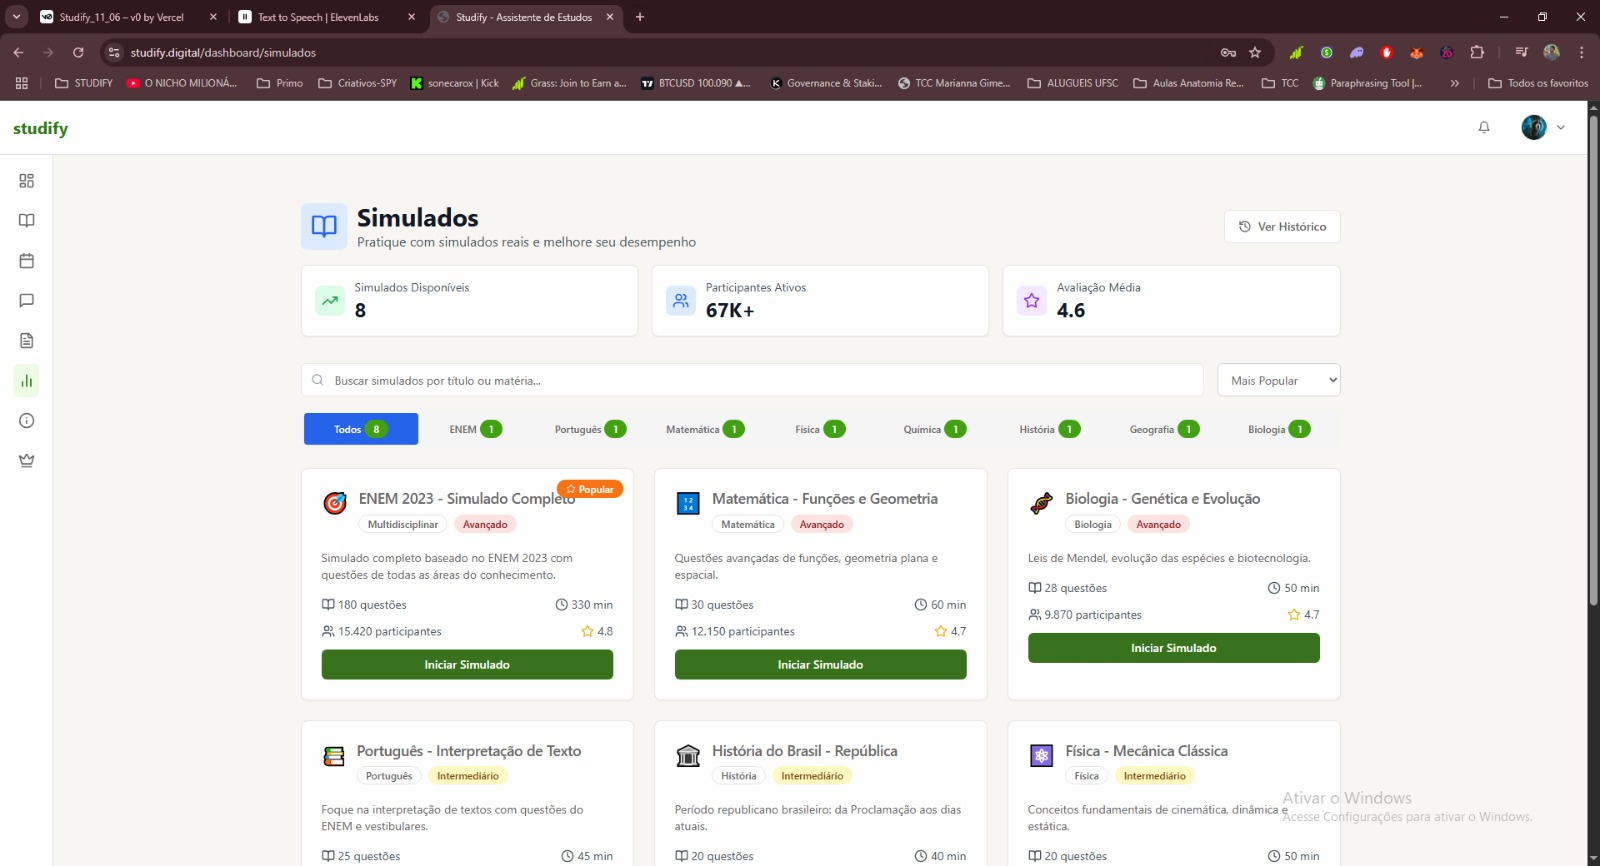 Studify_11_06 – v0 by Vercel
Text to Speech | ElevenLabs
Studify - Assistente de Estudos
studify.digital/dashboard/simulados
STUDIFY
O NICHO MILIONÁ...
Primo
Criativos-SPY
sonecarox | Kick
Grass: Join to Earn a...
BTCUSD 100.090 ▲...
Governance & Staki...
TCC Marianna Gime...
ALUGUEIS UFSC
Aulas Anatomia Re...
TCC
Paraphrasing Tool |...
»
Todos os favoritos
studify
Simulados
Pratique com simulados reais e melhore seu desempenho
Ver Histórico
Simulados Disponíveis
8
Participantes Ativos
67K+
Avaliação Média
4.6
Buscar simulados por título ou matéria...
Mais Popular
Todos 8
ENEM 1
Português 1
Matemática 1
Física 1
Química 1
História 1
Geografia 1
Biologia 1
Popular
ENEM 2023 - Simulado Completo
Multidisciplinar
Avançado
Simulado completo baseado no ENEM 2023 com
questões de todas as áreas do conhecimento.
180 questões
330 min
15.420 participantes
4.8
Iniciar Simulado
Matemática - Funções e Geometria
Matemática
Avançado
Questões avançadas de funções, geometria plana e
espacial.
30 questões
60 min
12.150 participantes
4.7
Iniciar Simulado
Biologia - Genética e Evolução
Biologia
Avançado
Leis de Mendel, evolução das espécies e biotecnologia.
28 questões
50 min
9.870 participantes
4.7
Iniciar Simulado
Português - Interpretação de Texto
Português
Intermediário
Foque na interpretação de textos com questões do
ENEM e vestibulares.
25 questões
45 min
História do Brasil - República
História
Intermediário
Período republicano brasileiro: da Proclamação aos dias
atuais.
20 questões
40 min
Física - Mecânica Clássica
Física
Intermediário
Conceitos fundamentais de cinemática, dinâmica e
estática.
20 questões
50 min
Ativar o Windows
Acesse Configurações para ativar o Windows.